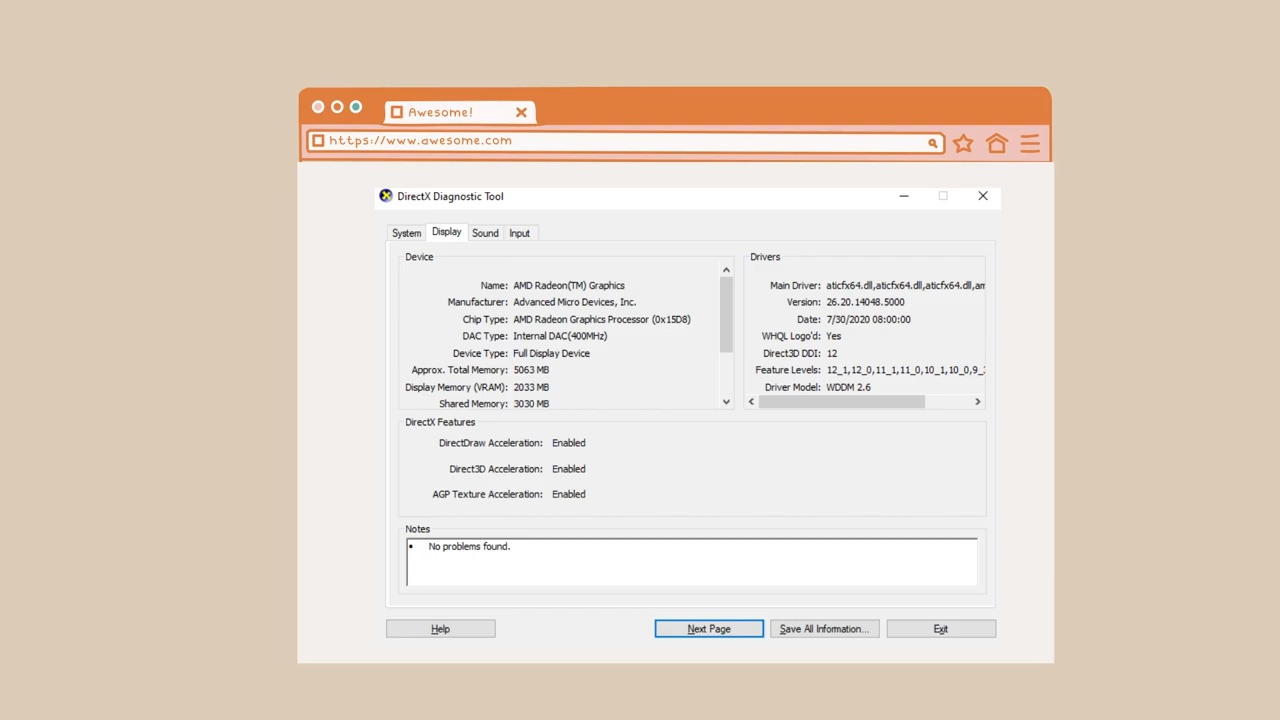 Awesome!
https://www.awesome.com
DirectX Diagnostic Tool
System Display Sound Input
Device
Name: AMD Radeon(TM) Graphics
Manufacturer: Advanced Micro Devices, Inc.
Chip Type: AMD Radeon Graphics Processor (0x15D8)
DAC Type: Internal DAC(400MHz)
Device Type: Full Display Device
Approx. Total Memory: 5063 MB
Display Memory (VRAM): 2033 MB
Shared Memory: 3030 MB
Drivers
Main Driver: aticfx64.dll,aticfx64.dll,aticfx64.dll,am
Version: 26.20.14048.5000
Date: 7/30/2020 08:00:00
WHQL Logo'd: Yes
Direct3D DDI: 12
Feature Levels: 12_1,12_0,11_1,11_0,10_1,10_0,9_
Driver Model: WDDM 2.6
DirectX Features
DirectDraw Acceleration: Enabled
Direct3D Acceleration: Enabled
AGP Texture Acceleration: Enabled
Notes
• No problems found.
Help Next Page Save All Information... Exit